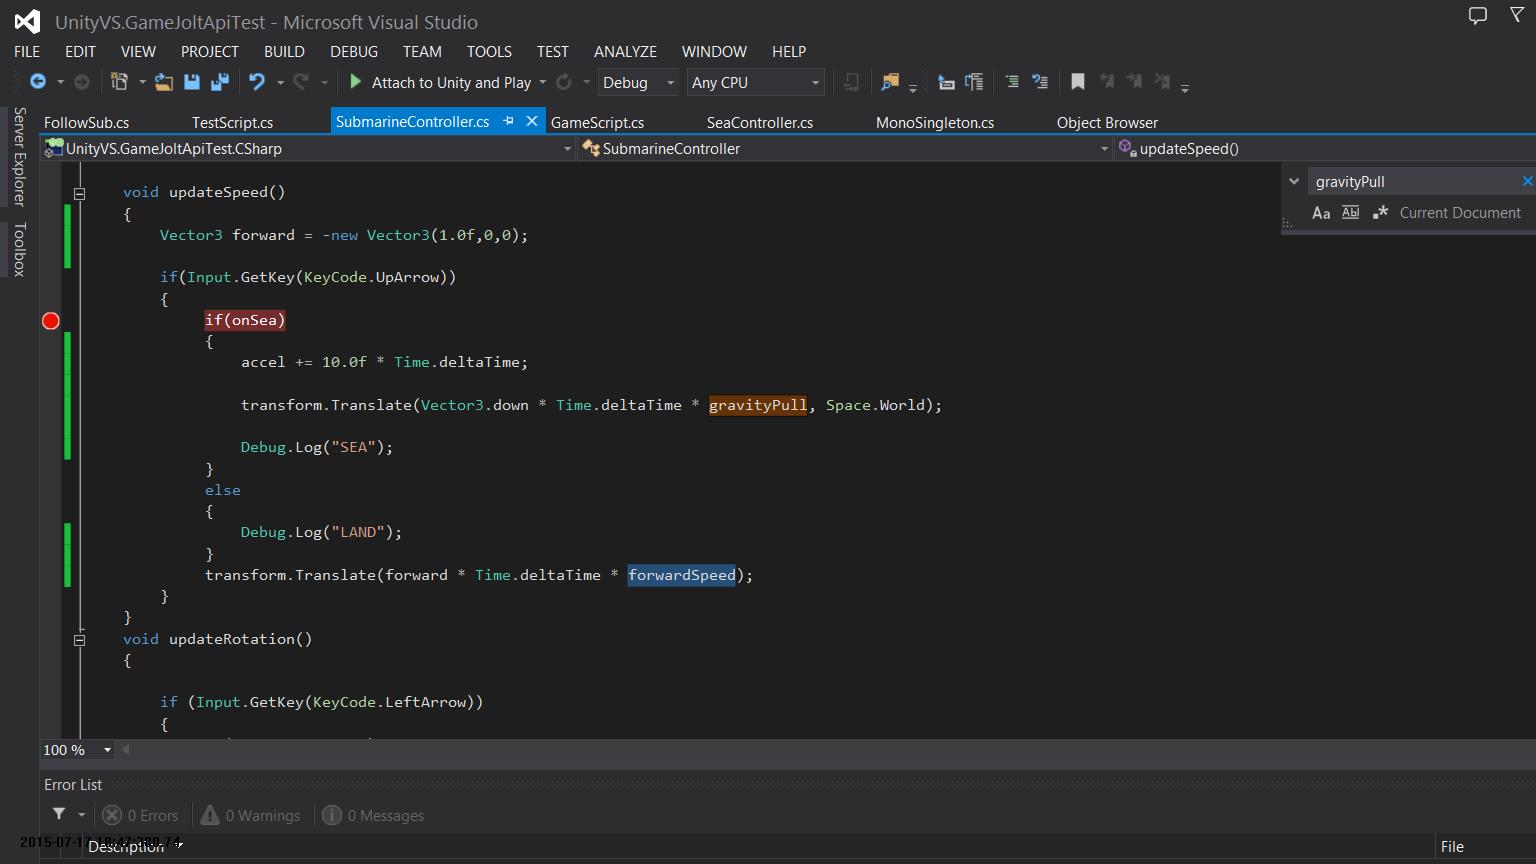 UnityVS.GameJoltApiTest - Microsoft Visual Studio
FILE EDIT VIEW PROJECT BUILD DEBUG TEAM TOOLS TEST ANALYZE WINDOW HELP
Attach to Unity and Play Debug Any CPU
Server Explorer
Toolbox
FollowSub.cs TestScript.cs SubmarineController.cs GameScript.cs SeaController.cs MonoSingleton.cs Object Browser
UnityVS.GameJoltApiTest.CSharp SubmarineController updateSpeed()
gravityPull
Aa Abl .* Current Document
void updateSpeed()
{
Vector3 forward = -new Vector3(1.0f,0,0);
if(Input.GetKey(KeyCode.UpArrow))
{
if(onSea)
{
accel += 10.0f * Time.deltaTime;
transform.Translate(Vector3.down * Time.deltaTime * gravityPull, Space.World);
Debug.Log("SEA");
}
else
{
Debug.Log("LAND");
}
transform.Translate(forward * Time.deltaTime * forwardSpeed);
}
}
void updateRotation()
{
if (Input.GetKey(KeyCode.LeftArrow))
{
100 %
Error List
0 Errors 0 Warnings 0 Messages
Description File